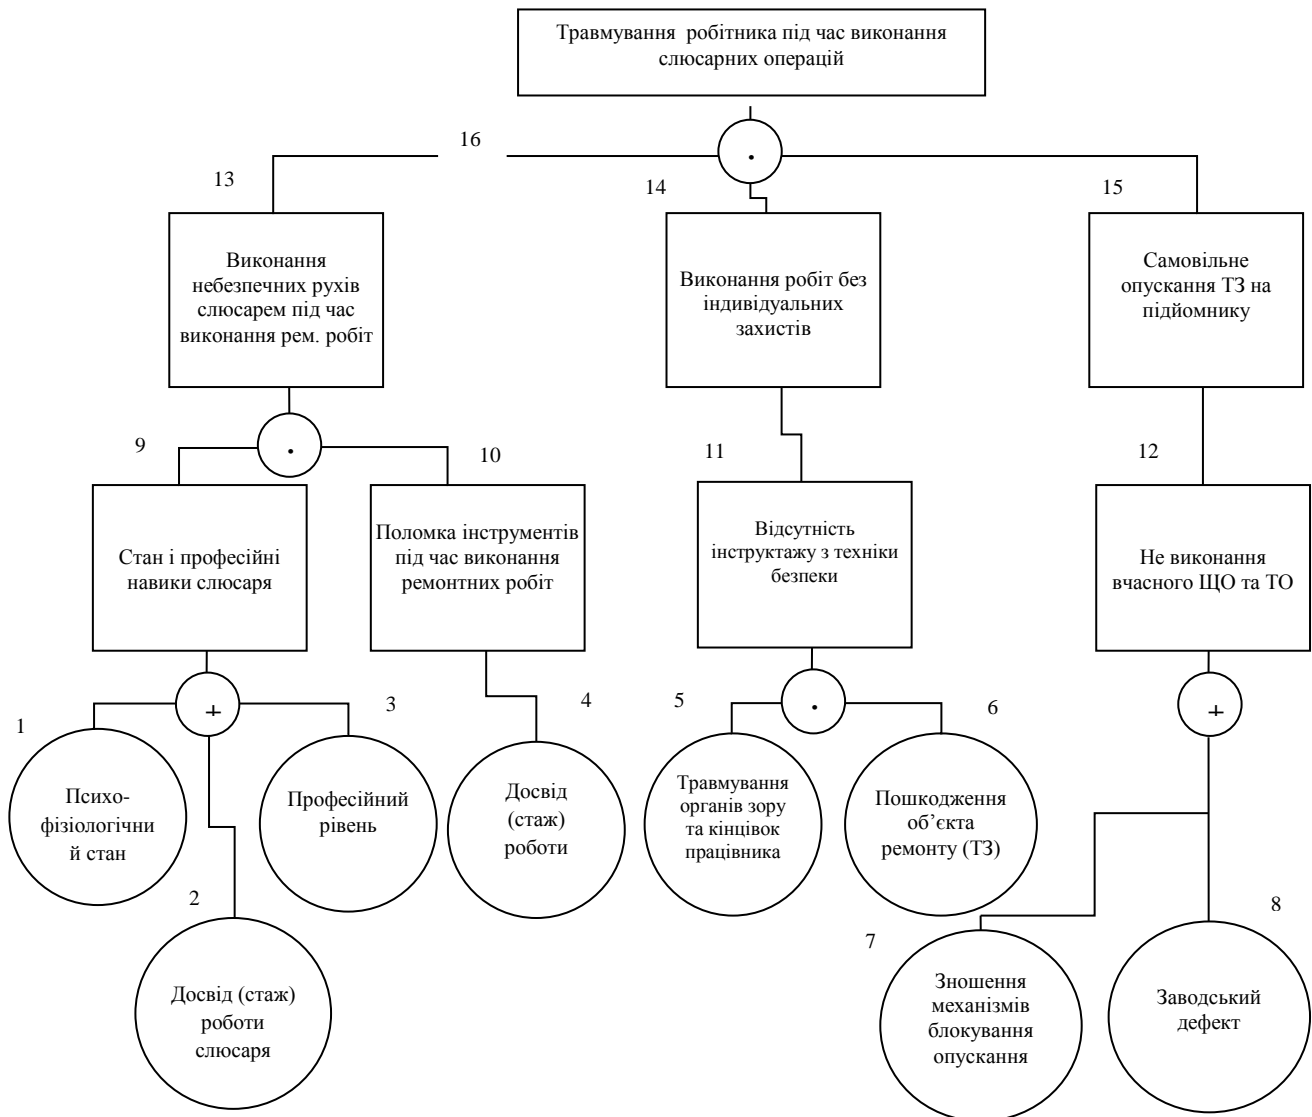 Травмування робітника під час виконання
слюсарних операцій
16
.
13
14
15
Виконання
небезпечних рухів
слюсарем під час
виконання рем. робіт
Виконання робіт без
індивідуальних
захистів
Самовільне
опускання ТЗ на
підйомнику
9
.
10
11
12
Стан і професійні
навики слюсаря
Поломка інструментів
під час виконання
ремонтних робіт
Відсутність
інструктажу з техніки
безпеки
Не виконання
вчасного ЩО та ТО
+
.
+
1
3
4
5
6
Психо-
фізіологічни
й стан
Професійний
рівень
Досвід
(стаж)
роботи
Травмування
органів зору
та кінцівок
працівника
Пошкодження
об’єкта
ремонту (ТЗ)
2
7
8
Досвід (стаж)
роботи
слюсаря
Зношення
механізмів
блокування
опускання
Заводський
дефект